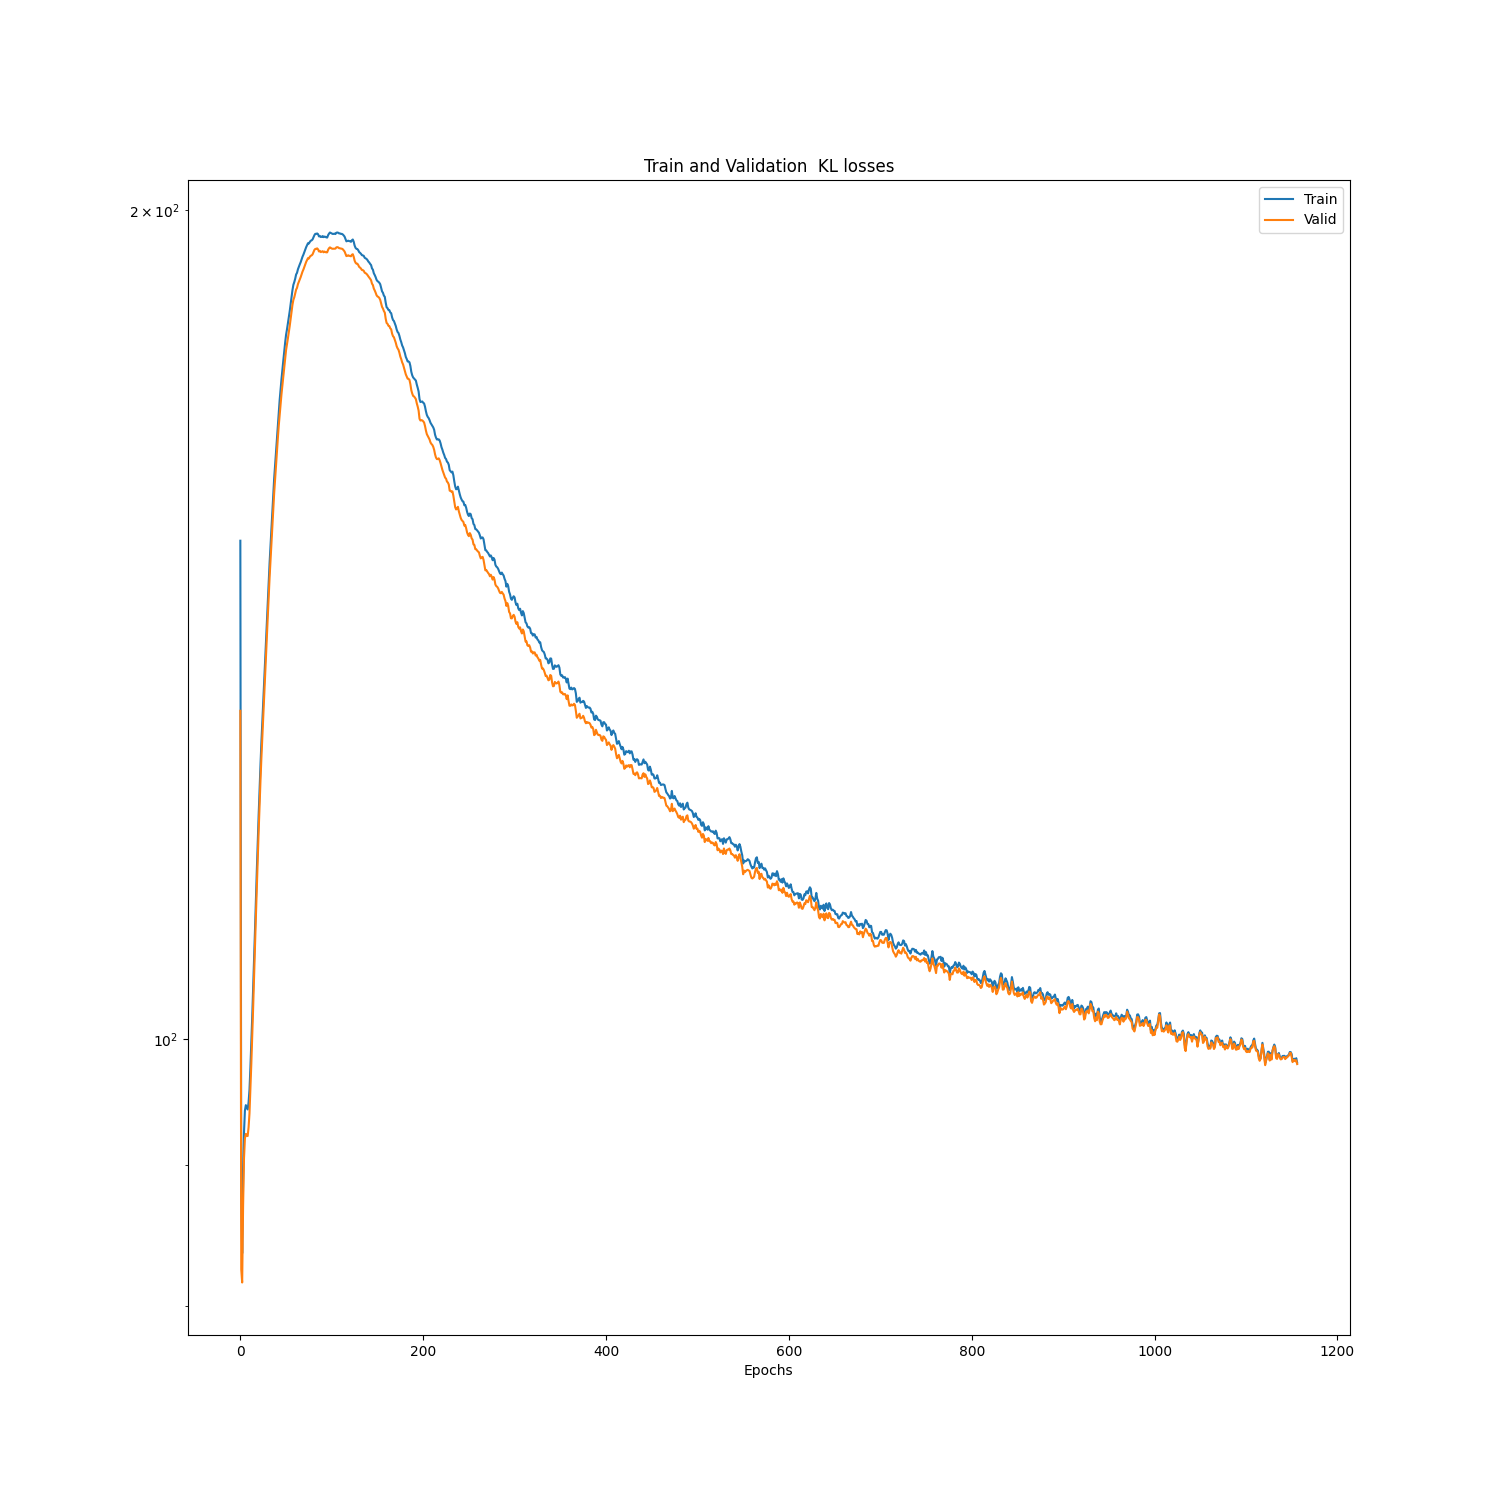 Train and Validation  KL losses
2 × 10²
Train
Valid
10²
0 200 400 600 800 1000 1200
Epochs